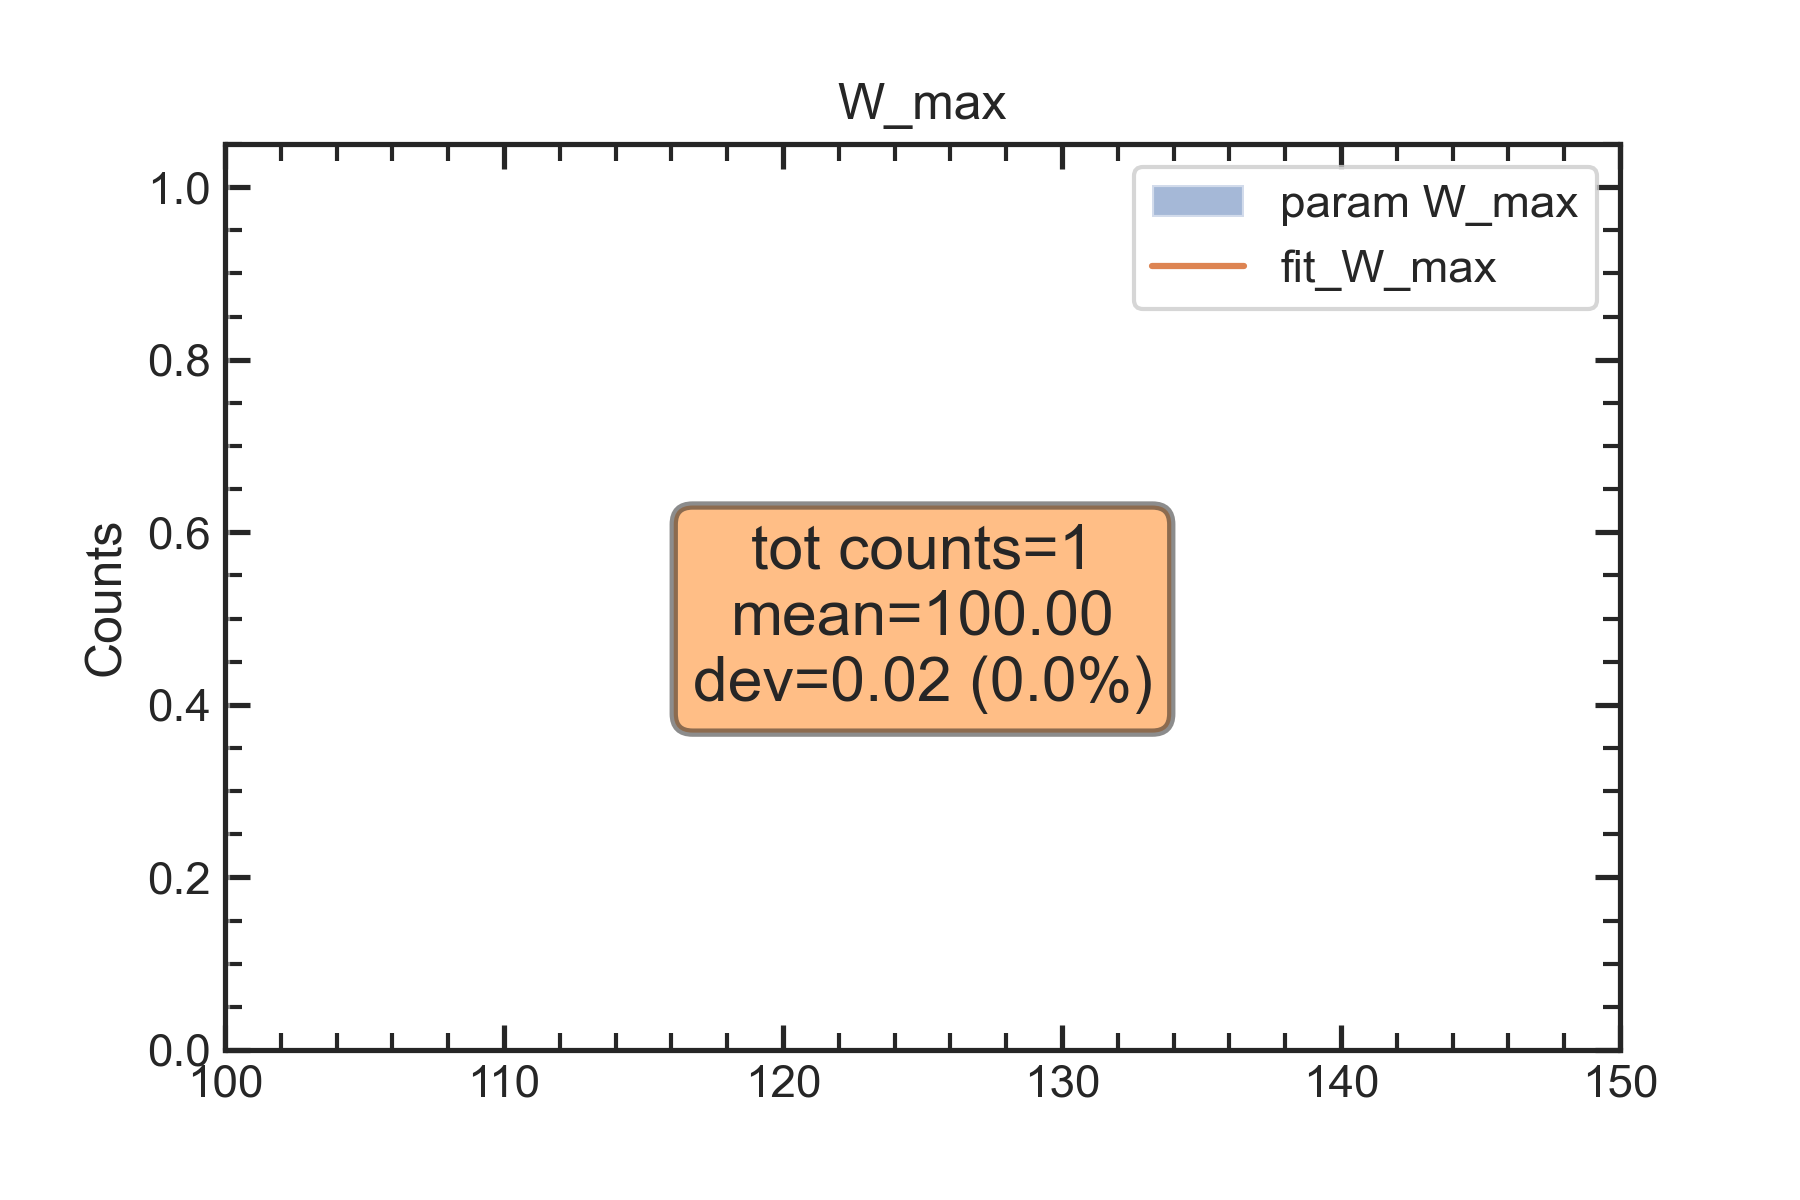 W_max
param W_max
fit_W_max
Counts
1.0
0.8
0.6
0.4
0.2
0.0
tot counts=1
mean=100.00
dev=0.02 (0.0%)
100 110 120 130 140 150